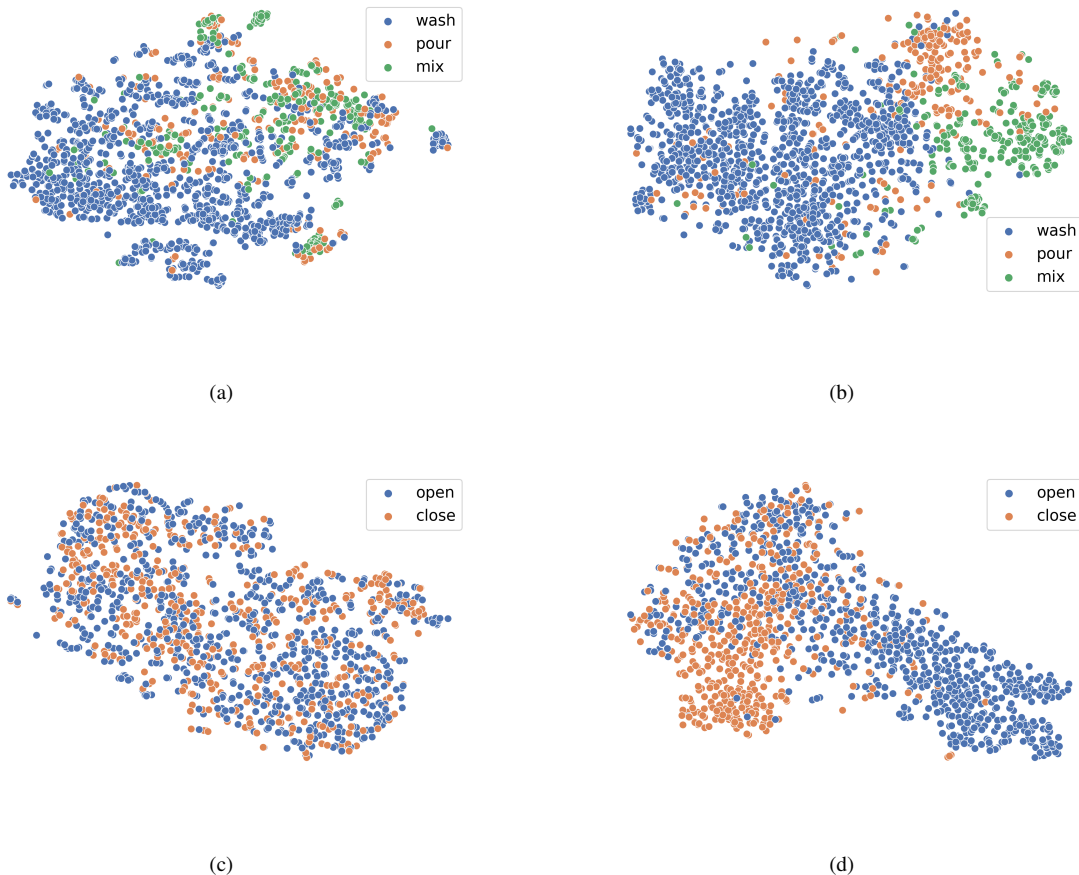 wash
pour
mix
(a)
wash
pour
mix
(b)
open
close
(c)
open
close
(d)